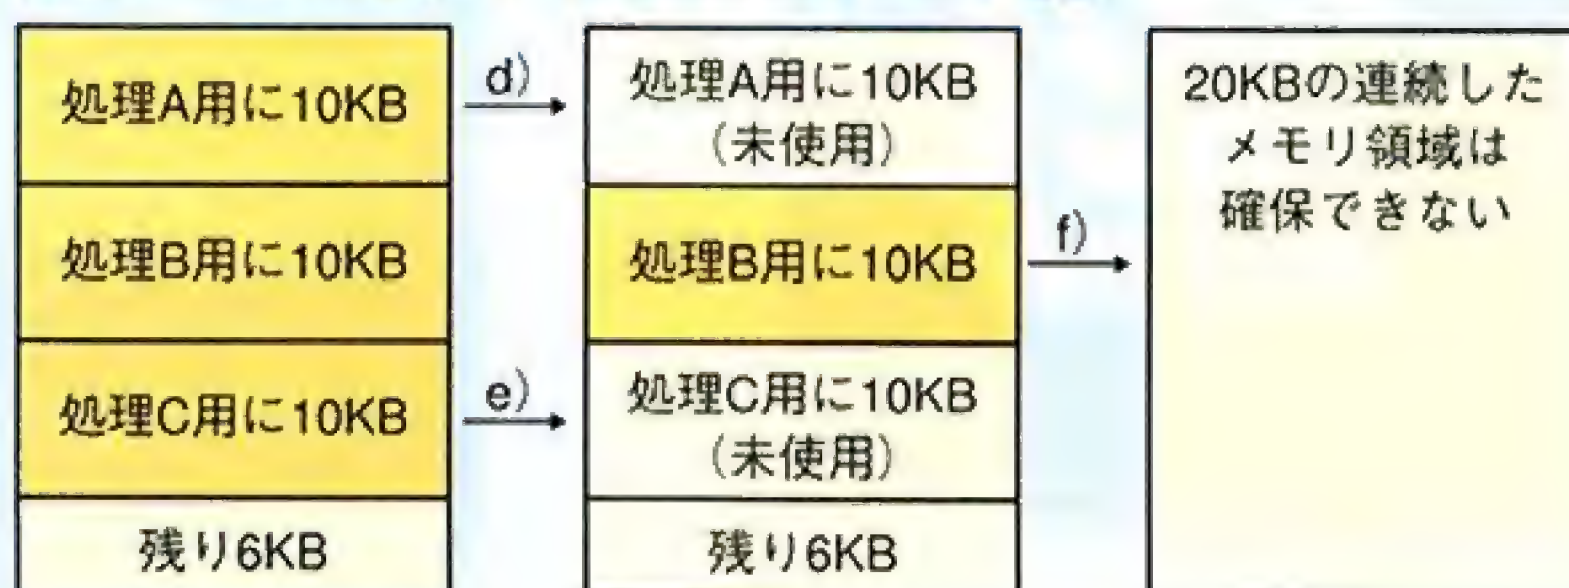 処理A用に10KB
処理B用に10KB
処理C用に10KB
残り6KB
d)
e)
処理A用に10KB
（未使用）
処理B用に10KB
処理C用に10KB
（未使用）
残り6KB
f)
20KBの連続した
メモリ領域は
確保できない